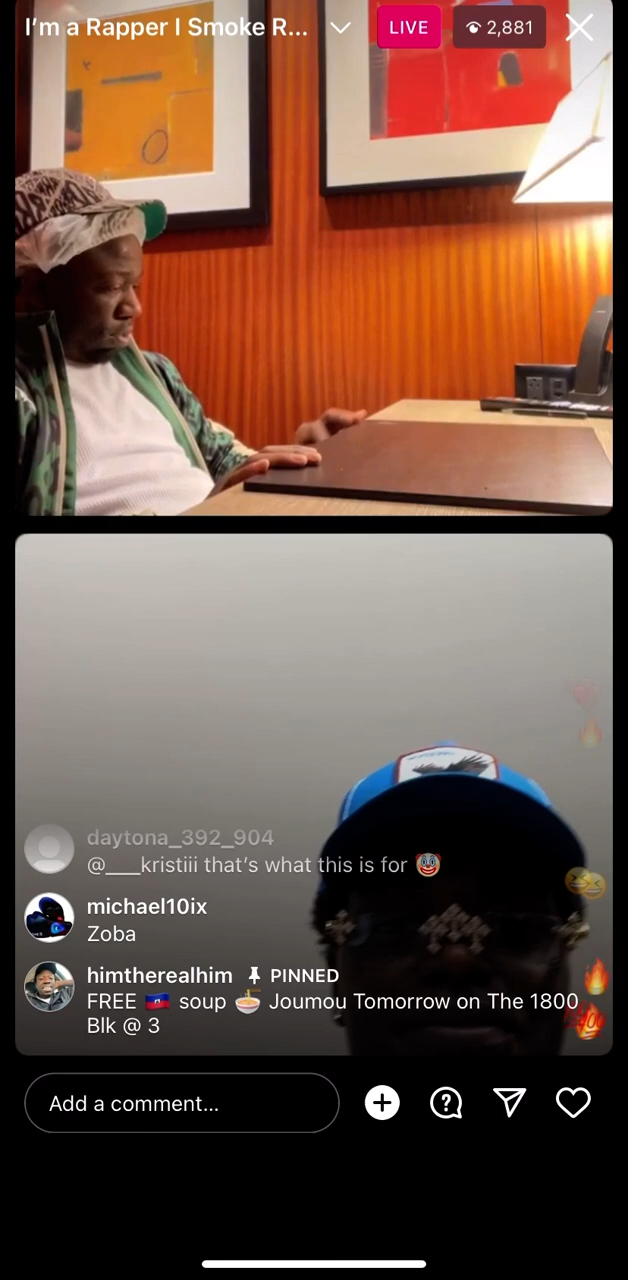 I'm a Rapper I Smoke R...
LIVE
2,881
daytona_392_904
@___kristiii that's what this is for 🤡
michael10ix
Zoba
himtherealhim PINNED
FREE 🇭🇹 soup 🍜 Joumou Tomorrow on The 1800
Blk @ 3
Add a comment...